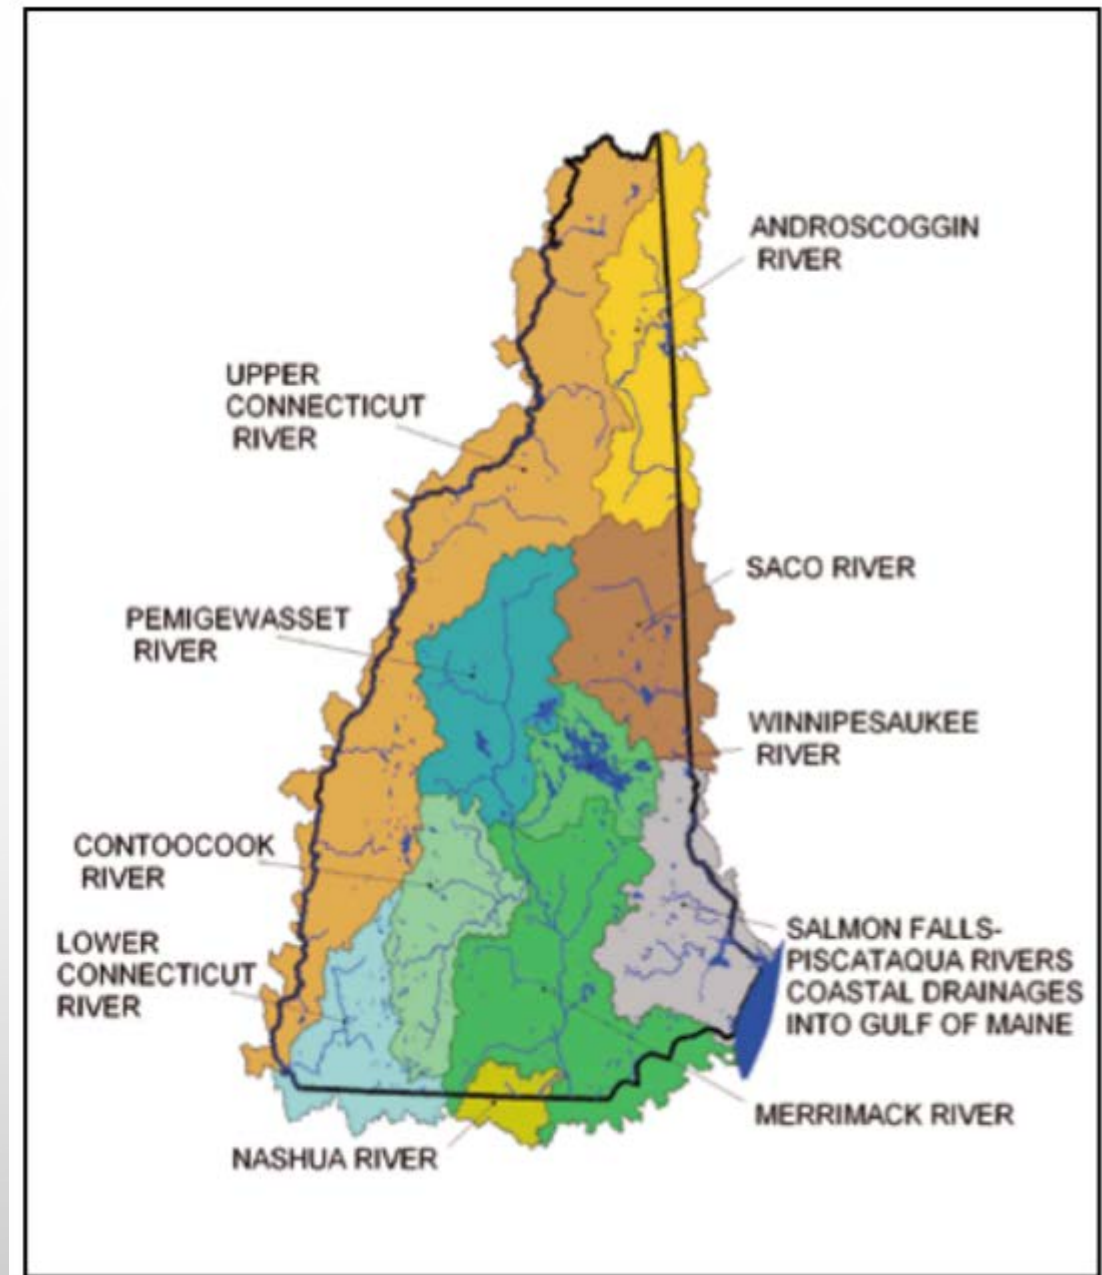 ANDROSCOGGIN
RIVER
UPPER
CONNECTICUT
RIVER
SACO RIVER
PEMIGEWASSET
RIVER
WINNIPESAUKEE
RIVER
CONTOOCOOK
RIVER
LOWER
CONNECTICUT
RIVER
SALMON FALLS-
PISCATAQUA RIVERS
COASTAL DRAINAGES
INTO GULF OF MAINE
MERRIMACK RIVER
NASHUA RIVER